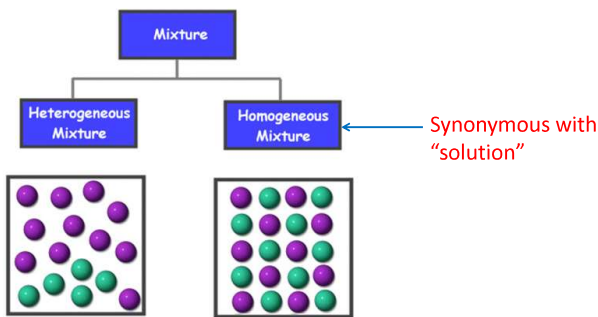 Mixture
Heterogeneous
Mixture
Homogeneous
Mixture
Synonymous with
“solution”